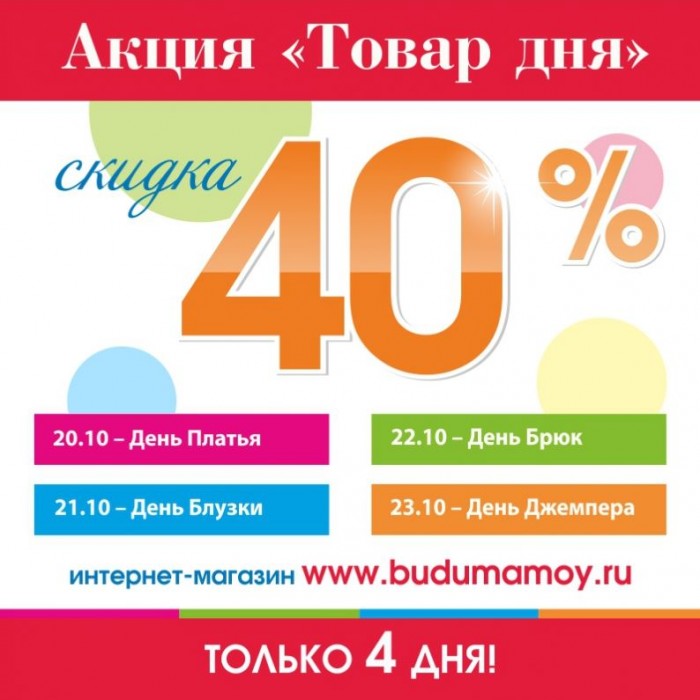 Акция «Товар дня»
скидка 40 %
20.10 – День Платья
22.10 – День Брюк
21.10 – День Блузки
23.10 – День Джемпера
интернет-магазин www.budumamoy.ru
ТОЛЬКО 4 ДНЯ!